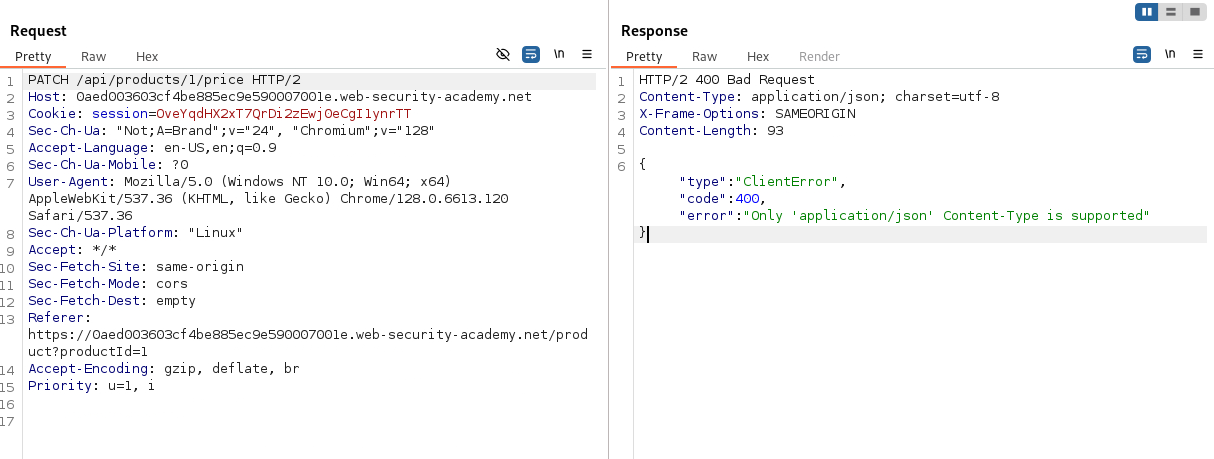 Request
Pretty Raw Hex \n
1 PATCH /api/products/1/price HTTP/2
2 Host: 0aed003603cf4be885ec9e590007001e.web-security-academy.net
3 Cookie: session=OveYqdHX2xT7QrDi2zEwj0eCgI1ynrTT
4 Sec-Ch-Ua: "Not;A=Brand";v="24", "Chromium";v="128"
5 Accept-Language: en-US,en;q=0.9
6 Sec-Ch-Ua-Mobile: ?0
7 User-Agent: Mozilla/5.0 (Windows NT 10.0; Win64; x64)
AppleWebKit/537.36 (KHTML, like Gecko) Chrome/128.0.6613.120
Safari/537.36
8 Sec-Ch-Ua-Platform: "Linux"
9 Accept: */*
10 Sec-Fetch-Site: same-origin
11 Sec-Fetch-Mode: cors
12 Sec-Fetch-Dest: empty
13 Referer:
https://0aed003603cf4be885ec9e590007001e.web-security-academy.net/prod
uct?productId=1
14 Accept-Encoding: gzip, deflate, br
15 Priority: u=1, i
16
17
Response
Pretty Raw Hex Render \n
1 HTTP/2 400 Bad Request
2 Content-Type: application/json; charset=utf-8
3 X-Frame-Options: SAMEORIGIN
4 Content-Length: 93
5
6 {
"type":"ClientError",
"code":400,
"error":"Only 'application/json' Content-Type is supported"
}